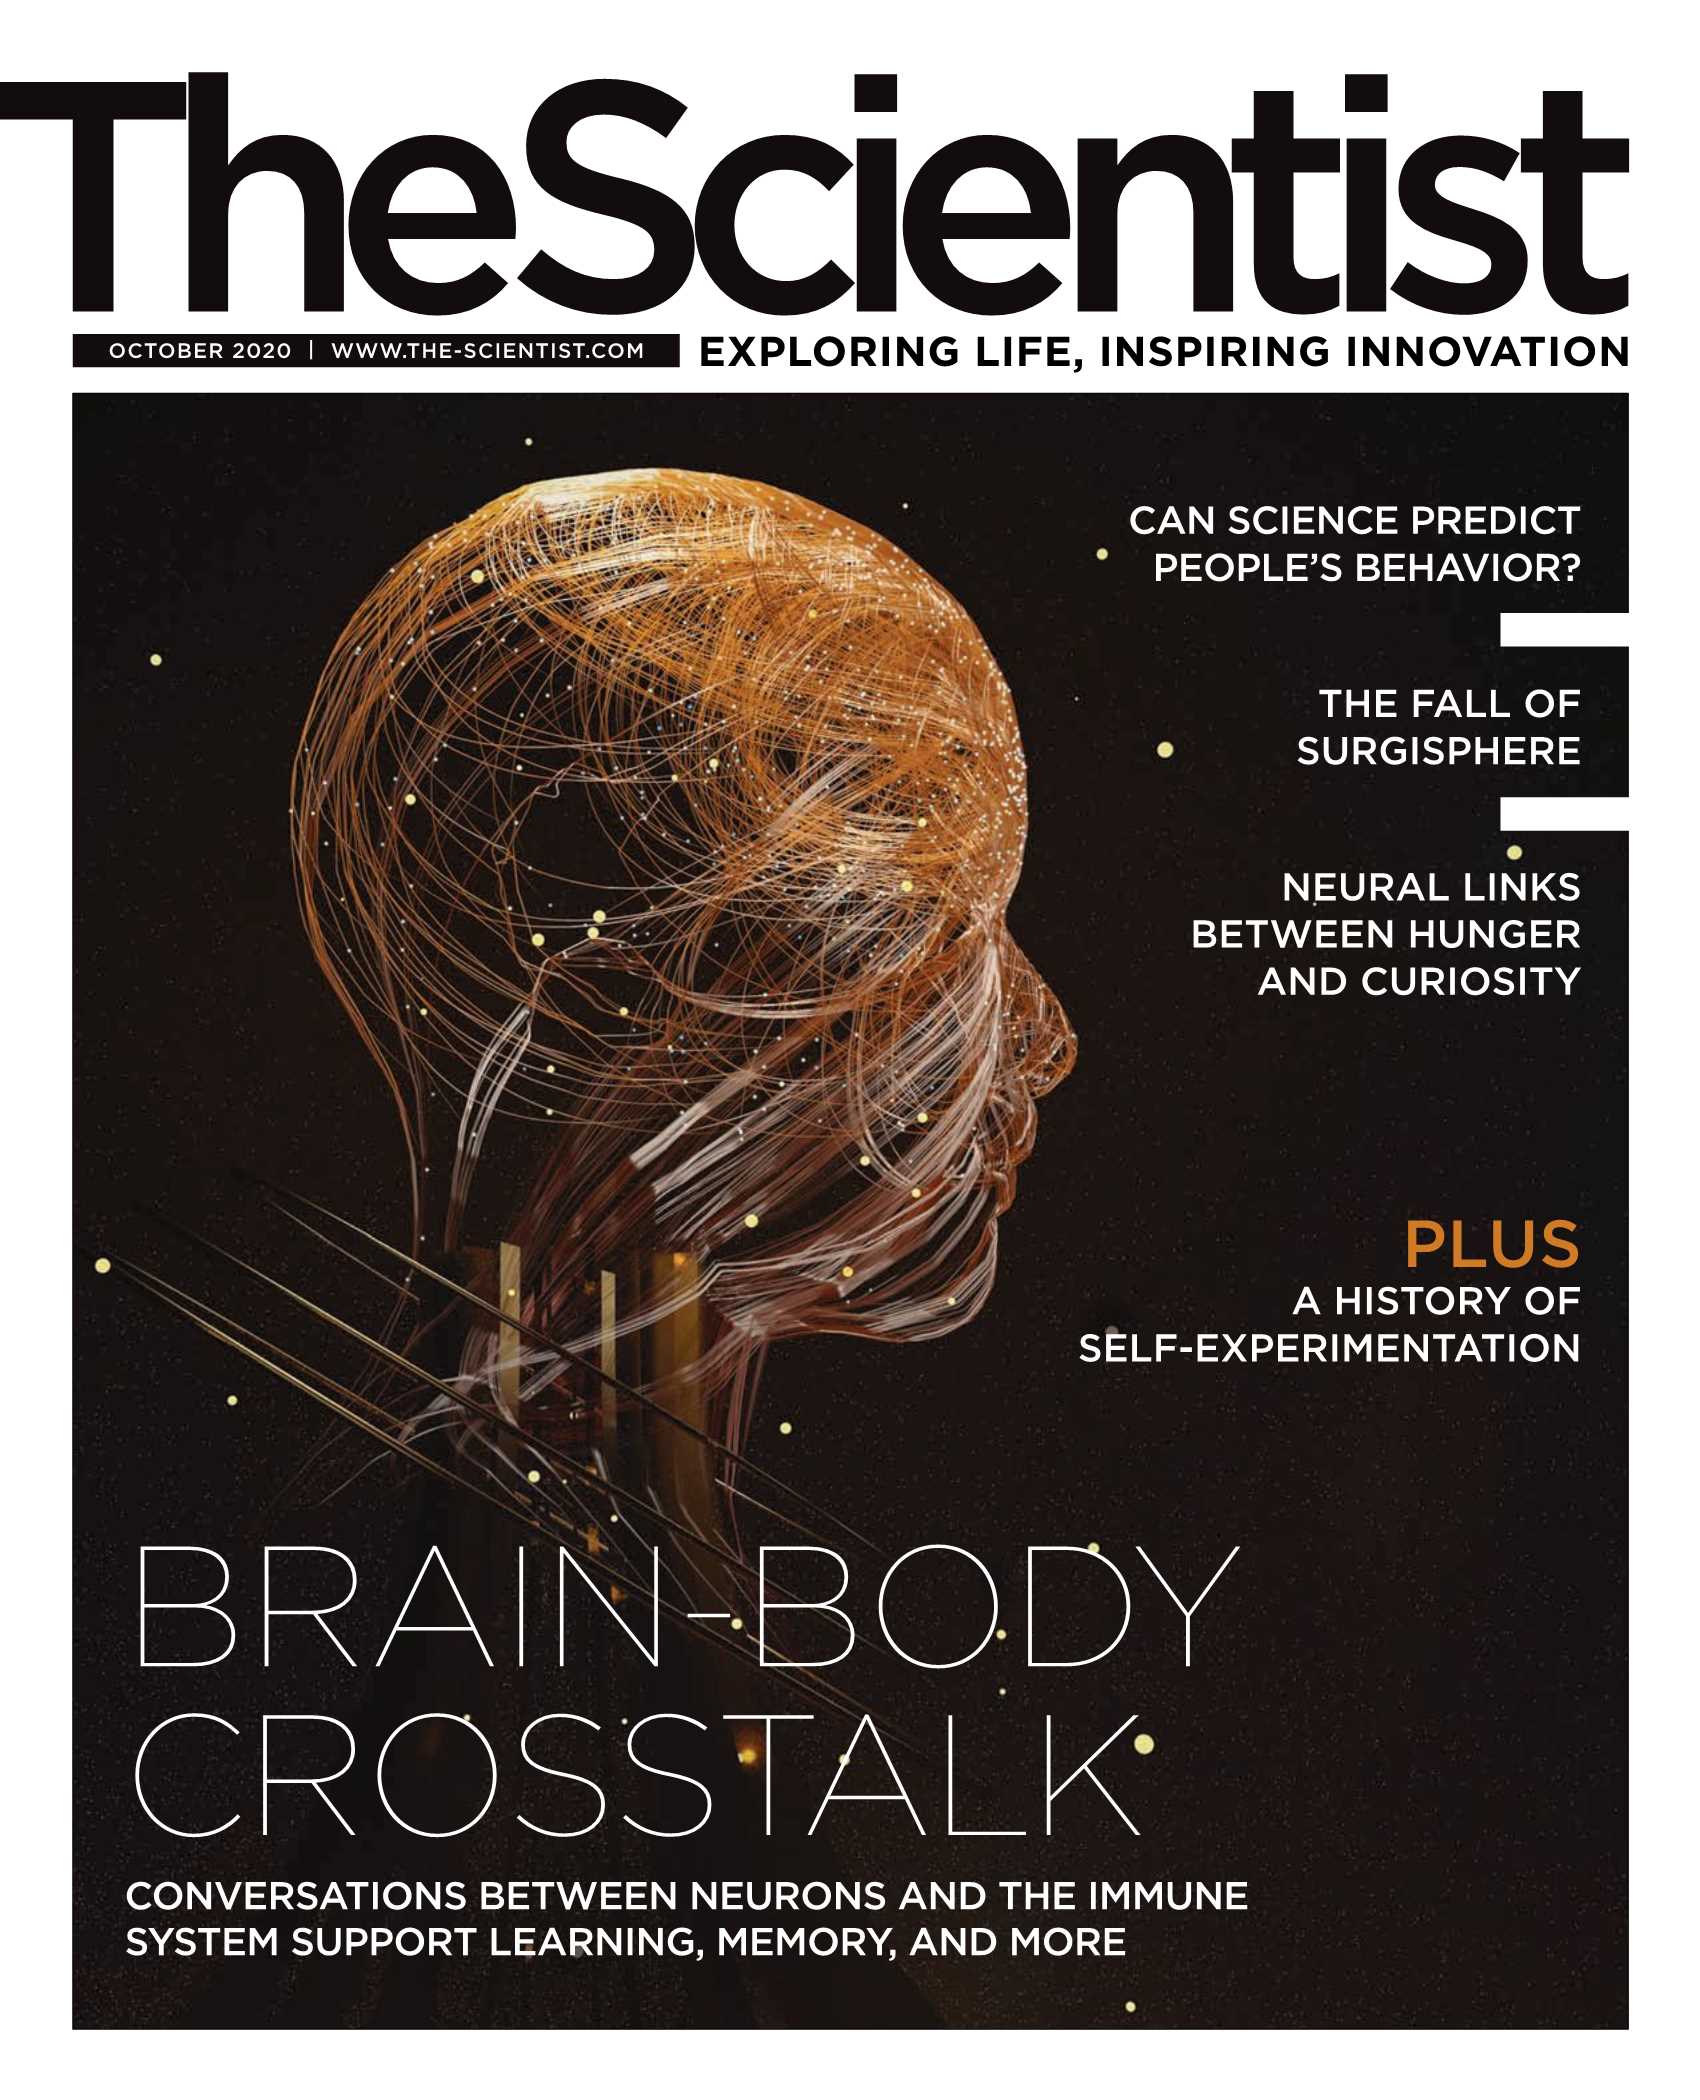 TheScientist
OCTOBER 2020 | WWW.THE-SCIENTIST.COM
EXPLORING LIFE, INSPIRING INNOVATION
CAN SCIENCE PREDICT
PEOPLE’S BEHAVIOR?
THE FALL OF
SURGISPHERE
NEURAL LINKS
BETWEEN HUNGER
AND CURIOSITY
PLUS
A HISTORY OF
SELF-EXPERIMENTATION
BRAIN-BODY
CROSSTALK
CONVERSATIONS BETWEEN NEURONS AND THE IMMUNE
SYSTEM SUPPORT LEARNING, MEMORY, AND MORE